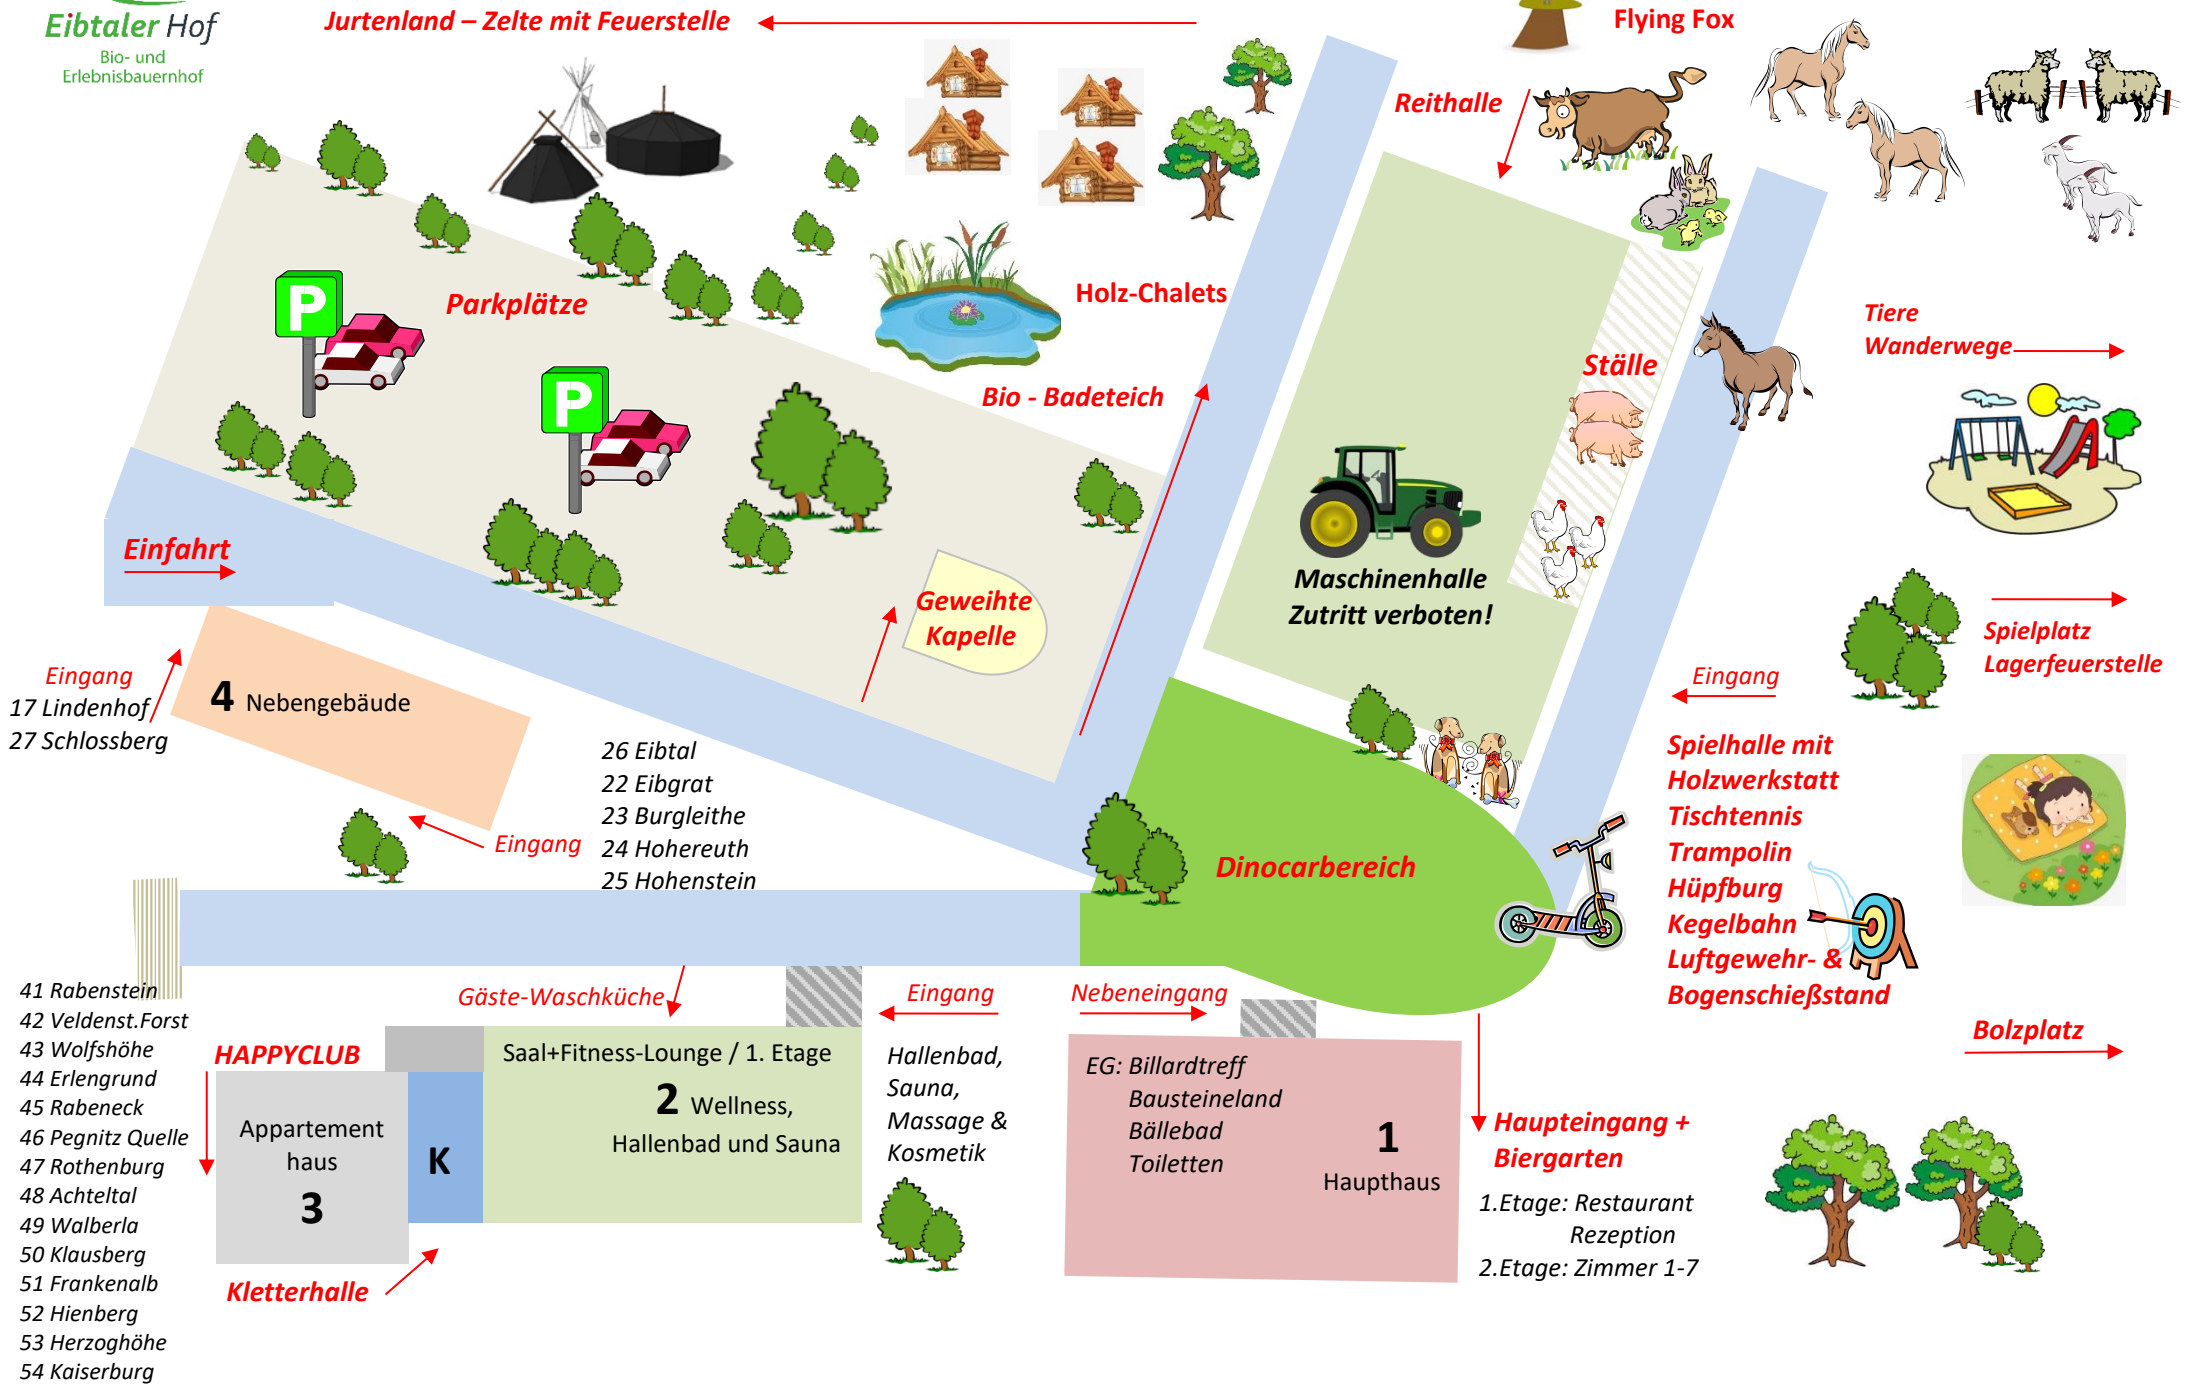 Eibtaler Hof
Bio- und
Erlebnisbauernhof
Jurtenland – Zelte mit Feuerstelle
Flying Fox
Reithalle
Parkplätze
Holz-Chalets
Bio - Badeteich
Ställe
Tiere
Wanderwege
P
P
Einfahrt
Maschinenhalle
Zutritt verboten!
Geweihte
Kapelle
Spielplatz
Lagerfeuerstelle
Eingang
17 Lindenhof
27 Schlossberg
4 Nebengebäude
Eingang
26 Eibtal
22 Eibgrat
23 Burgleithe
24 Hohereuth
25 Hohenstein
Eingang
Spielhalle mit
Holzwerkstatt
Tischtennis
Trampolin
Hüpfburg
Kegelbahn
Luftgewehr- &
Bogenschießstand
Dinocarbereich
Bolzplatz
41 Rabenstein
42 Veldenst.Forst
43 Wolfshöhe
44 Erlengrund
45 Rabeneck
46 Pegnitz Quelle
47 Rothenburg
48 Achteltal
49 Walberla
50 Klausberg
51 Frankenalb
52 Hienberg
53 Herzoghöhe
54 Kaiserburg
HAPPYCLUB
Appartement
haus
3
K
Kletterhalle
Gäste-Waschküche
Saal+Fitness-Lounge / 1. Etage
2 Wellness,
Hallenbad und Sauna
Eingang
Hallenbad,
Sauna,
Massage &
Kosmetik
Nebeneingang
EG: Billardtreff
Bausteineland
Bällebad
Toiletten
1
Haupthaus
Haupteingang +
Biergarten
1.Etage: Restaurant
Rezeption
2.Etage: Zimmer 1-7